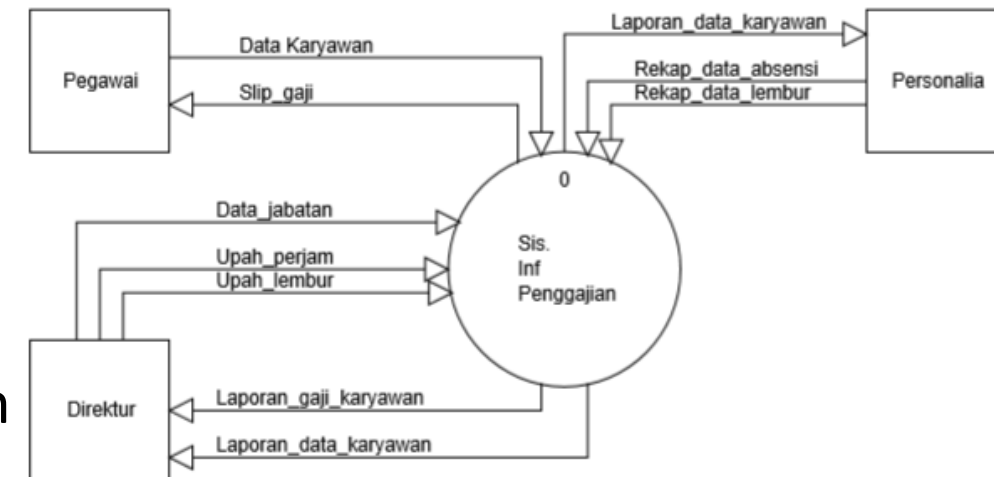 Laporan_data_karyawan
Data Karyawan
Pegawai
Rekap_data_absensi
Personalia
Slip_gaji
Rekap_data_lembur
0
Data_jabatan
Sis.
Inf
Penggajian
Upah_perjam
Upah_lembur
n
Direktur
Laporan_gaji_karyawan
Laporan_data_karyawan